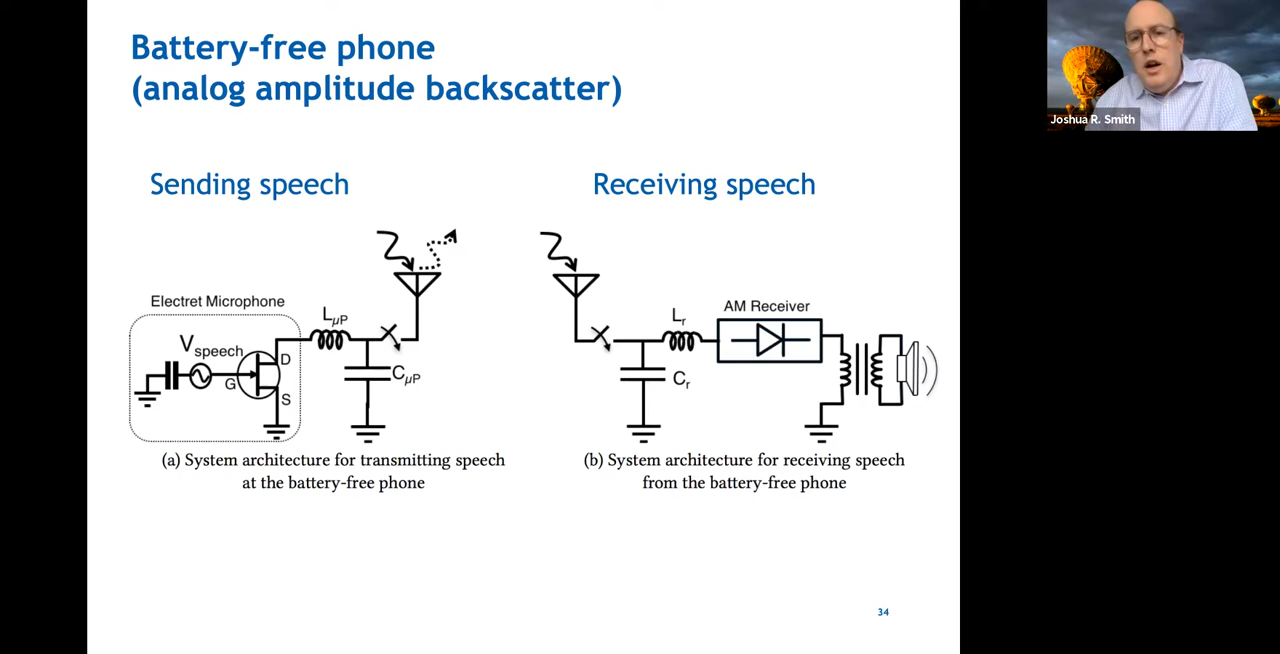 Battery-free phone
(analog amplitude backscatter)
Joshua R. Smith
Sending speech
Receiving speech
Electret Microphone
V speech
G
D
S
LμP
CμP
(a) System architecture for transmitting speech
at the battery-free phone
AM Receiver
Lr
Cr
(b) System architecture for receiving speech
from the battery-free phone
34